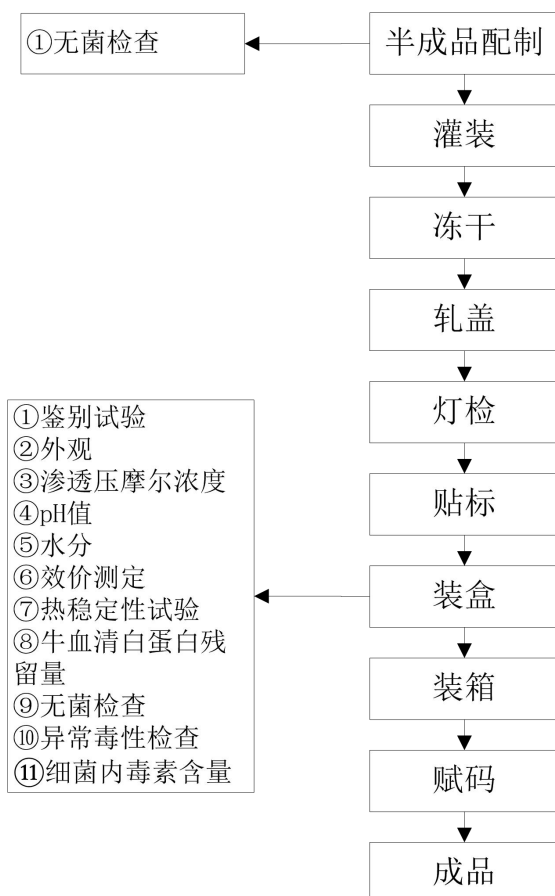 ①无菌检查
半成品配制
灌装
冻干
轧盖
灯检
贴标
装盒
装箱
赋码
成品
①鉴别试验
②外观
③渗透压摩尔浓度
④pH值
⑤水分
⑥效价测定
⑦热稳定性试验
⑧牛血清白蛋白残
留量
⑨无菌检查
⑩异常毒性检查
⑪细菌内毒素含量